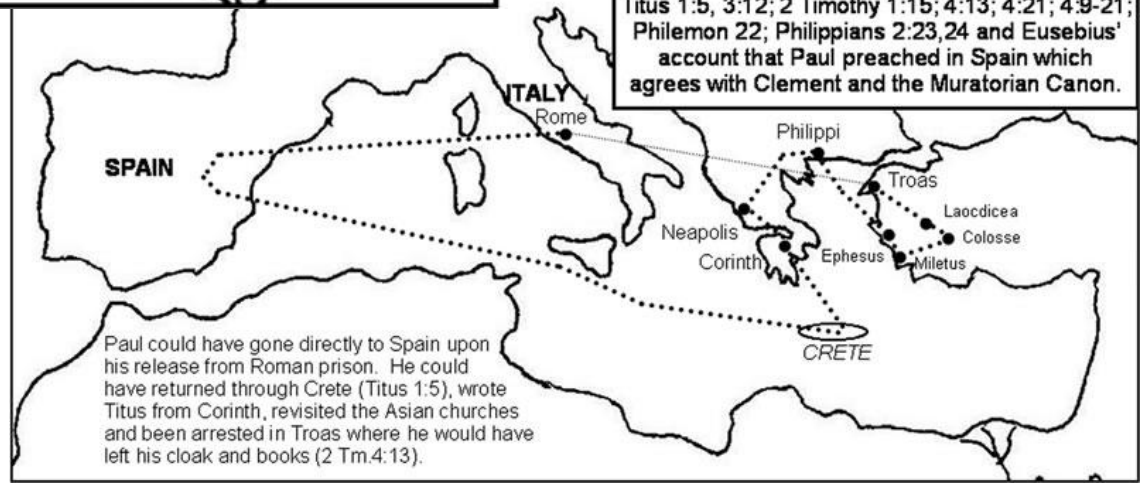 Titus 1:5, 3:12; 2 Timothy 1:15; 4:13; 4:21; 4:9-21;
Philemon 22; Philippians 2:23,24 and Eusebius'
account that Paul preached in Spain which
agrees with Clement and the Muratorian Canon.
ITALY
Rome
Philippi
SPAIN
Troas
Laocdicea
Neapolis
Colosse
Corinth
Ephesus
Miletus
CRETE
Paul could have gone directly to Spain upon
his release from Roman prison. He could
have returned through Crete (Titus 1:5), wrote
Titus from Corinth, revisited the Asian churches
and been arrested in Troas where he would have
left his cloak and books (2 Tm.4:13).